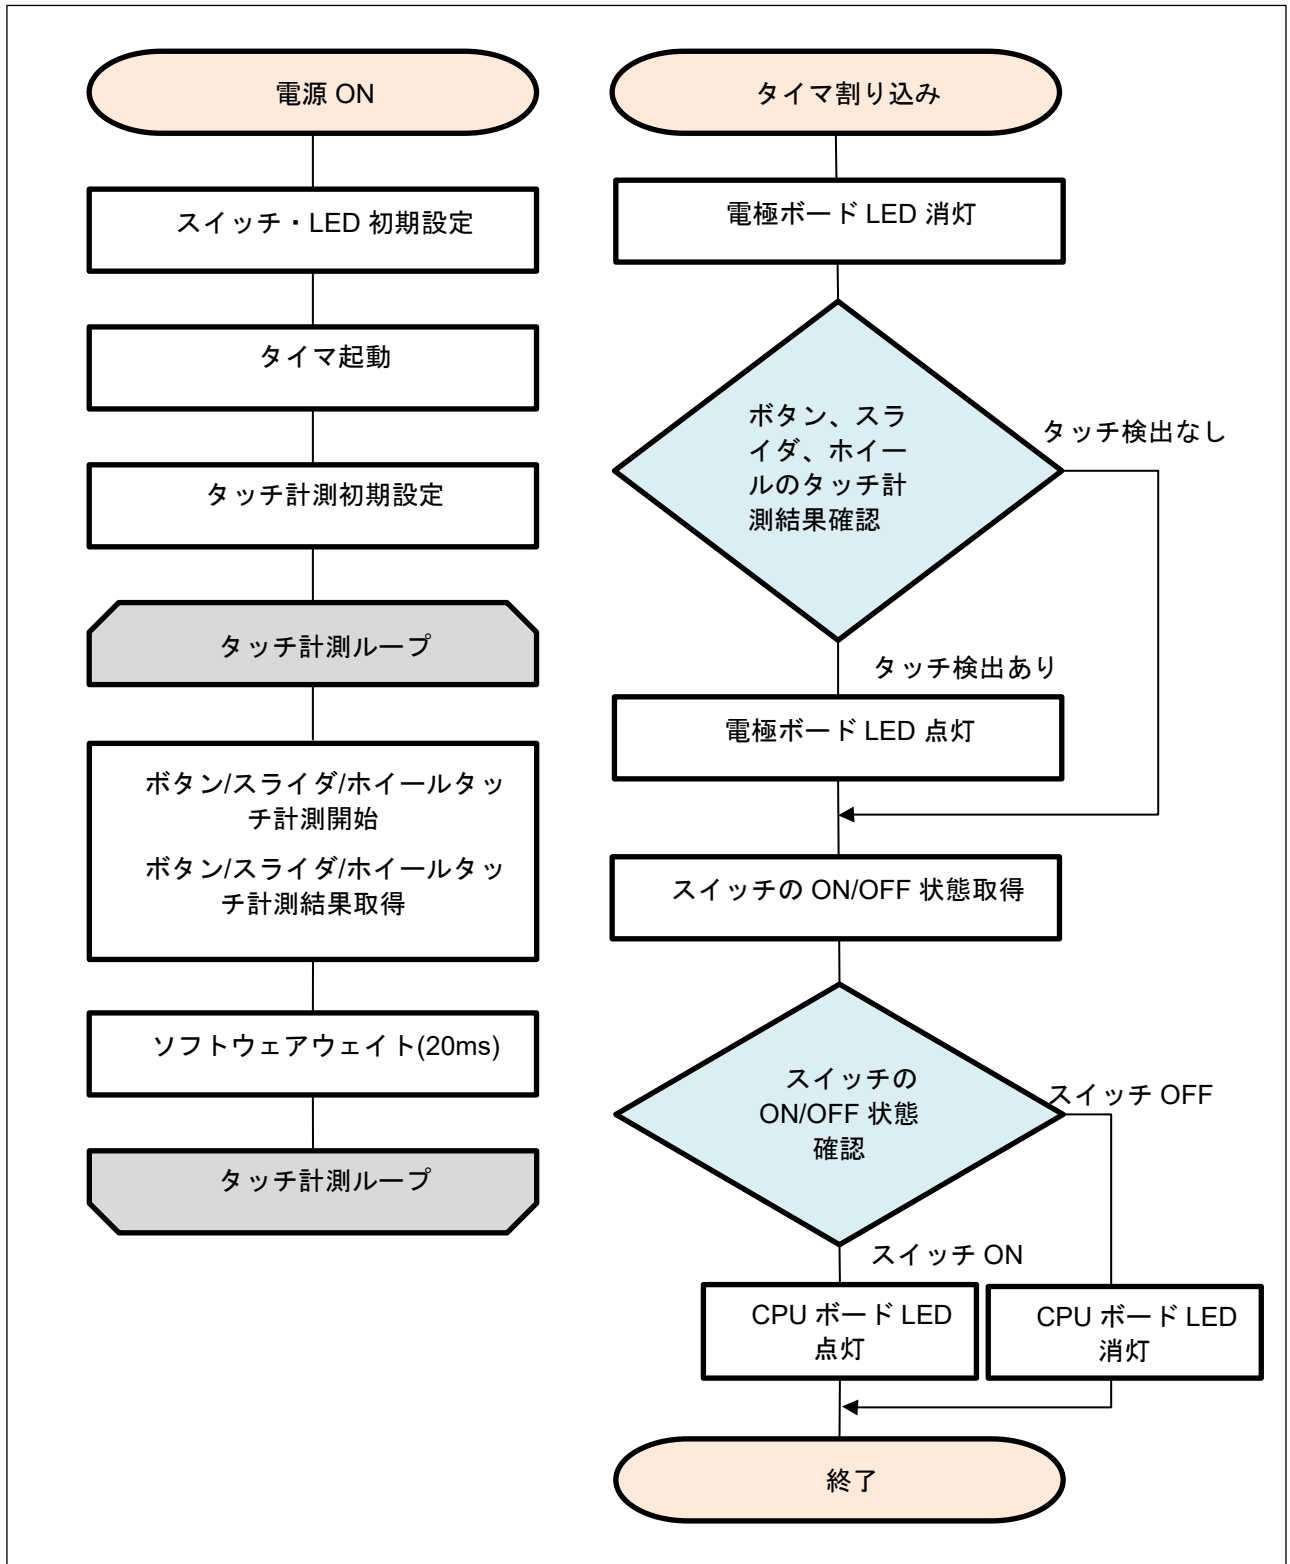 電源 ON
スイッチ・LED 初期設定
タイマ起動
タッチ計測初期設定
タッチ計測ループ
ボタン/スライダ/ホイールタッ
チ計測開始
ボタン/スライダ/ホイールタッ
チ計測結果取得
ソフトウェアウェイト(20ms)
タッチ計測ループ
タイマ割り込み
電極ボード LED 消灯
ボタン、スラ
イダ、ホイー
ルのタッチ計
測結果確認
タッチ検出なし
タッチ検出あり
電極ボード LED 点灯
スイッチの ON/OFF 状態取得
スイッチの
ON/OFF 状態
確認
スイッチ OFF
スイッチ ON
CPU ボード LED
点灯
CPU ボード LED
消灯
終了